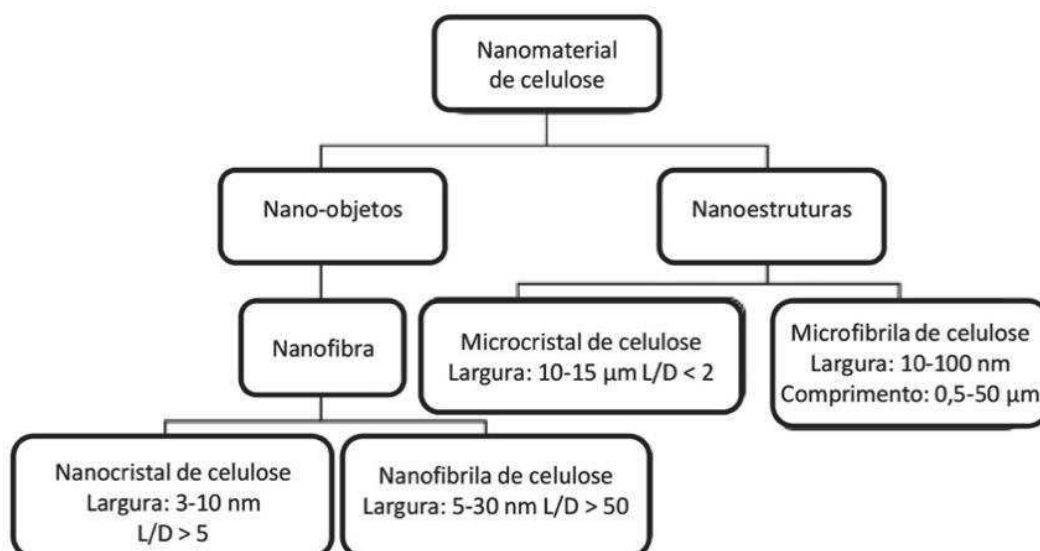 Nanomaterial
de celulose
Nano-objetos
Nanoestruturas
Nanofibra
Microcristal de celulose
Largura: 10-15 µm L/D < 2
Microfibrila de celulose
Largura: 10-100 nm
Comprimento: 0,5-50 µm
Nanocristal de celulose
Largura: 3-10 nm
L/D > 5
Nanofibrila de celulose
Largura: 5-30 nm L/D > 50